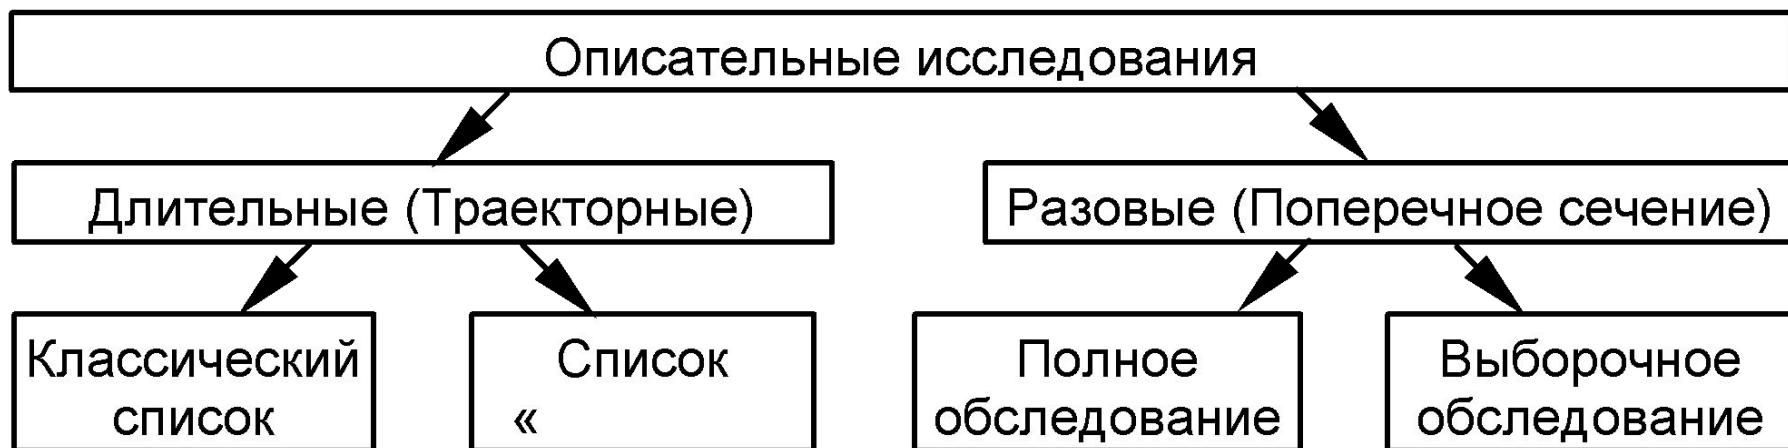 Описательные исследования
Длительные (Траекторные)
Разовые (Поперечное сечение)
Классический
список
Список
«
Полное
обследование
Выборочное
обследование